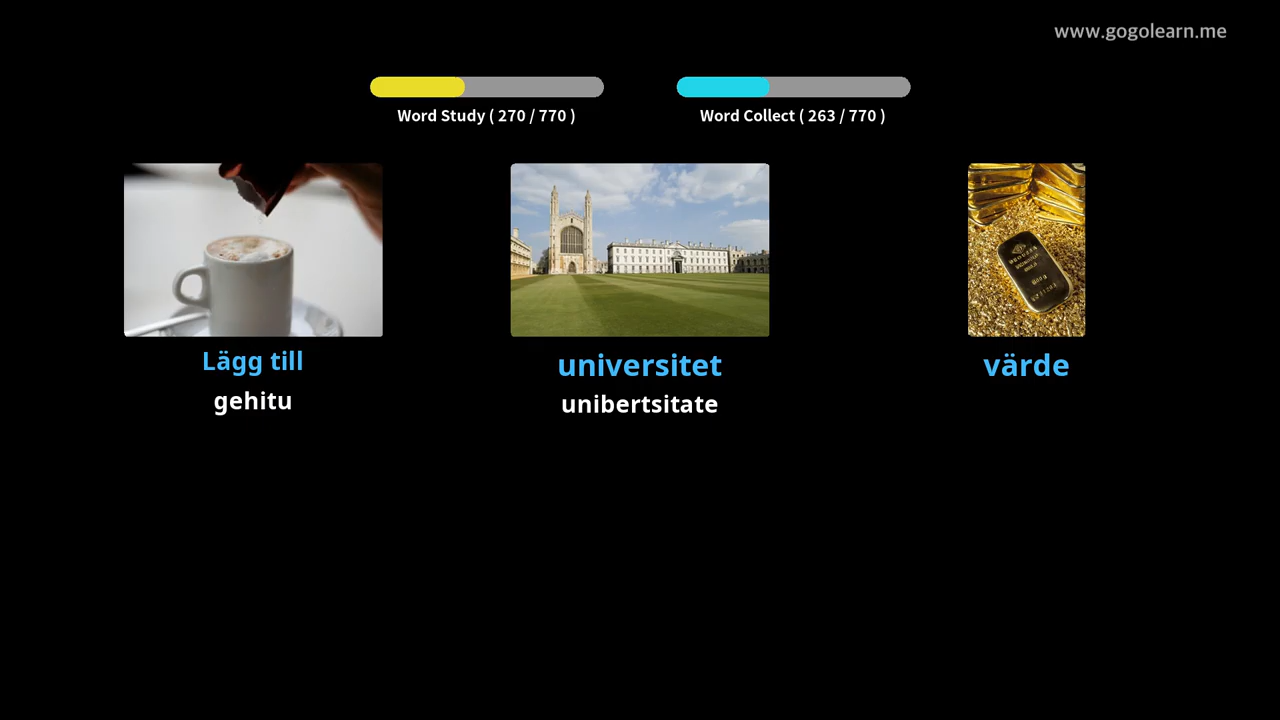 www.gogolearn.me
Word Study ( 270 / 770 )
Word Collect ( 263 / 770 )
Lägg till
gehitu
universitet
unibertsitate
värde